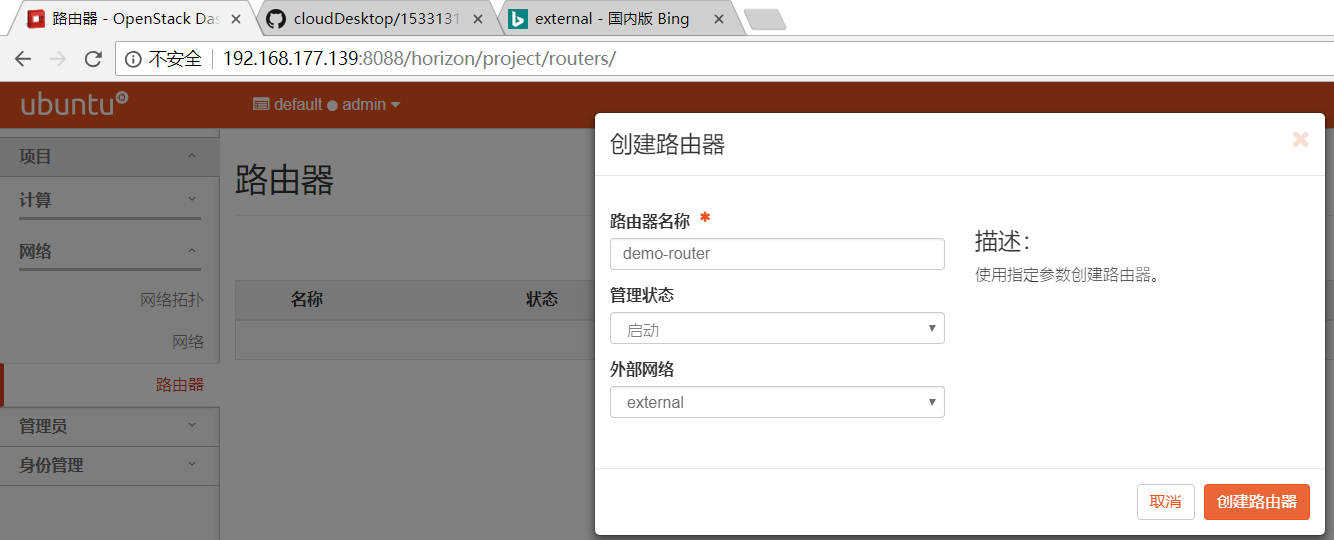 路由器 - OpenStack Das
cloudDesktop/1533131
external - 国内版 Bing
不安全
192.168.177.139:8088/horizon/project/routers/
ubuntu
default
admin
项目
计算
网络
网络拓扑
网络
路由器
管理员
身份管理
路由器
名称
状态
创建路由器
路由器名称 *
demo-router
管理状态
启动
外部网络
external
描述：
使用指定参数创建路由器。
取消
创建路由器